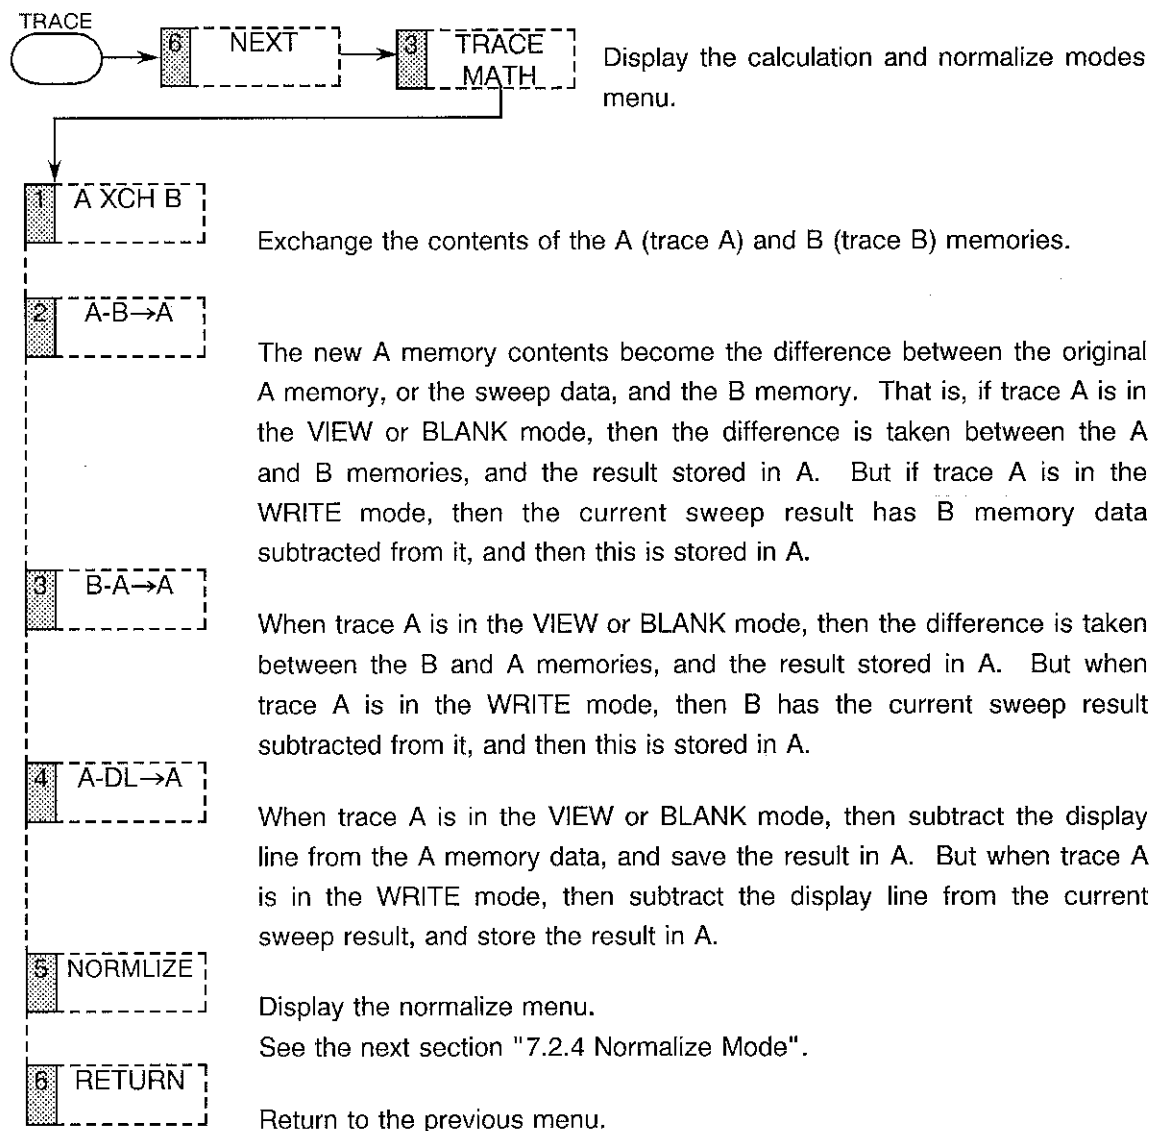 TRACE
6 NEXT
3 TRACE
MATH
Display the calculation and normalize modes
menu.
1 A XCH B
Exchange the contents of the A (trace A) and B (trace B) memories.
2 A-B→A
The new A memory contents become the difference between the original
A memory, or the sweep data, and the B memory. That is, if trace A is in
the VIEW or BLANK mode, then the difference is taken between the A
and B memories, and the result stored in A. But if trace A is in the
WRITE mode, then the current sweep result has B memory data
subtracted from it, and then this is stored in A.
3 B-A→A
When trace A is in the VIEW or BLANK mode, then the difference is taken
between the B and A memories, and the result stored in A. But when
trace A is in the WRITE mode, then B has the current sweep result
subtracted from it, and then this is stored in A.
4 A-DL→A
When trace A is in the VIEW or BLANK mode, then subtract the display
line from the A memory data, and save the result in A. But when trace A
is in the WRITE mode, then subtract the display line from the current
sweep result, and store the result in A.
5 NORMLIZE
Display the normalize menu.
See the next section "7.2.4 Normalize Mode".
6 RETURN
Return to the previous menu.